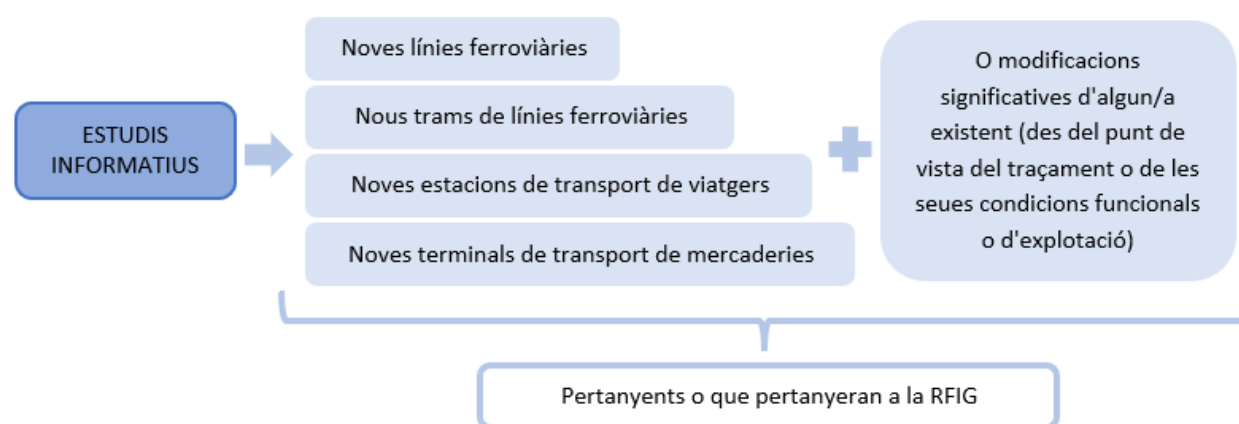 ESTUDIS
INFORMATIUS
Noves línies ferroviàries
Nous trams de línies ferroviàries
Noves estacions de transport de viatgers
Noves terminals de transport de mercaderies
O modificacions
significatives d'algun/a
existent (des del punt de
vista del traçament o de les
seues condicions funcionals
o d'explotació)
Pertanyents o que pertanyeran a la RFIG